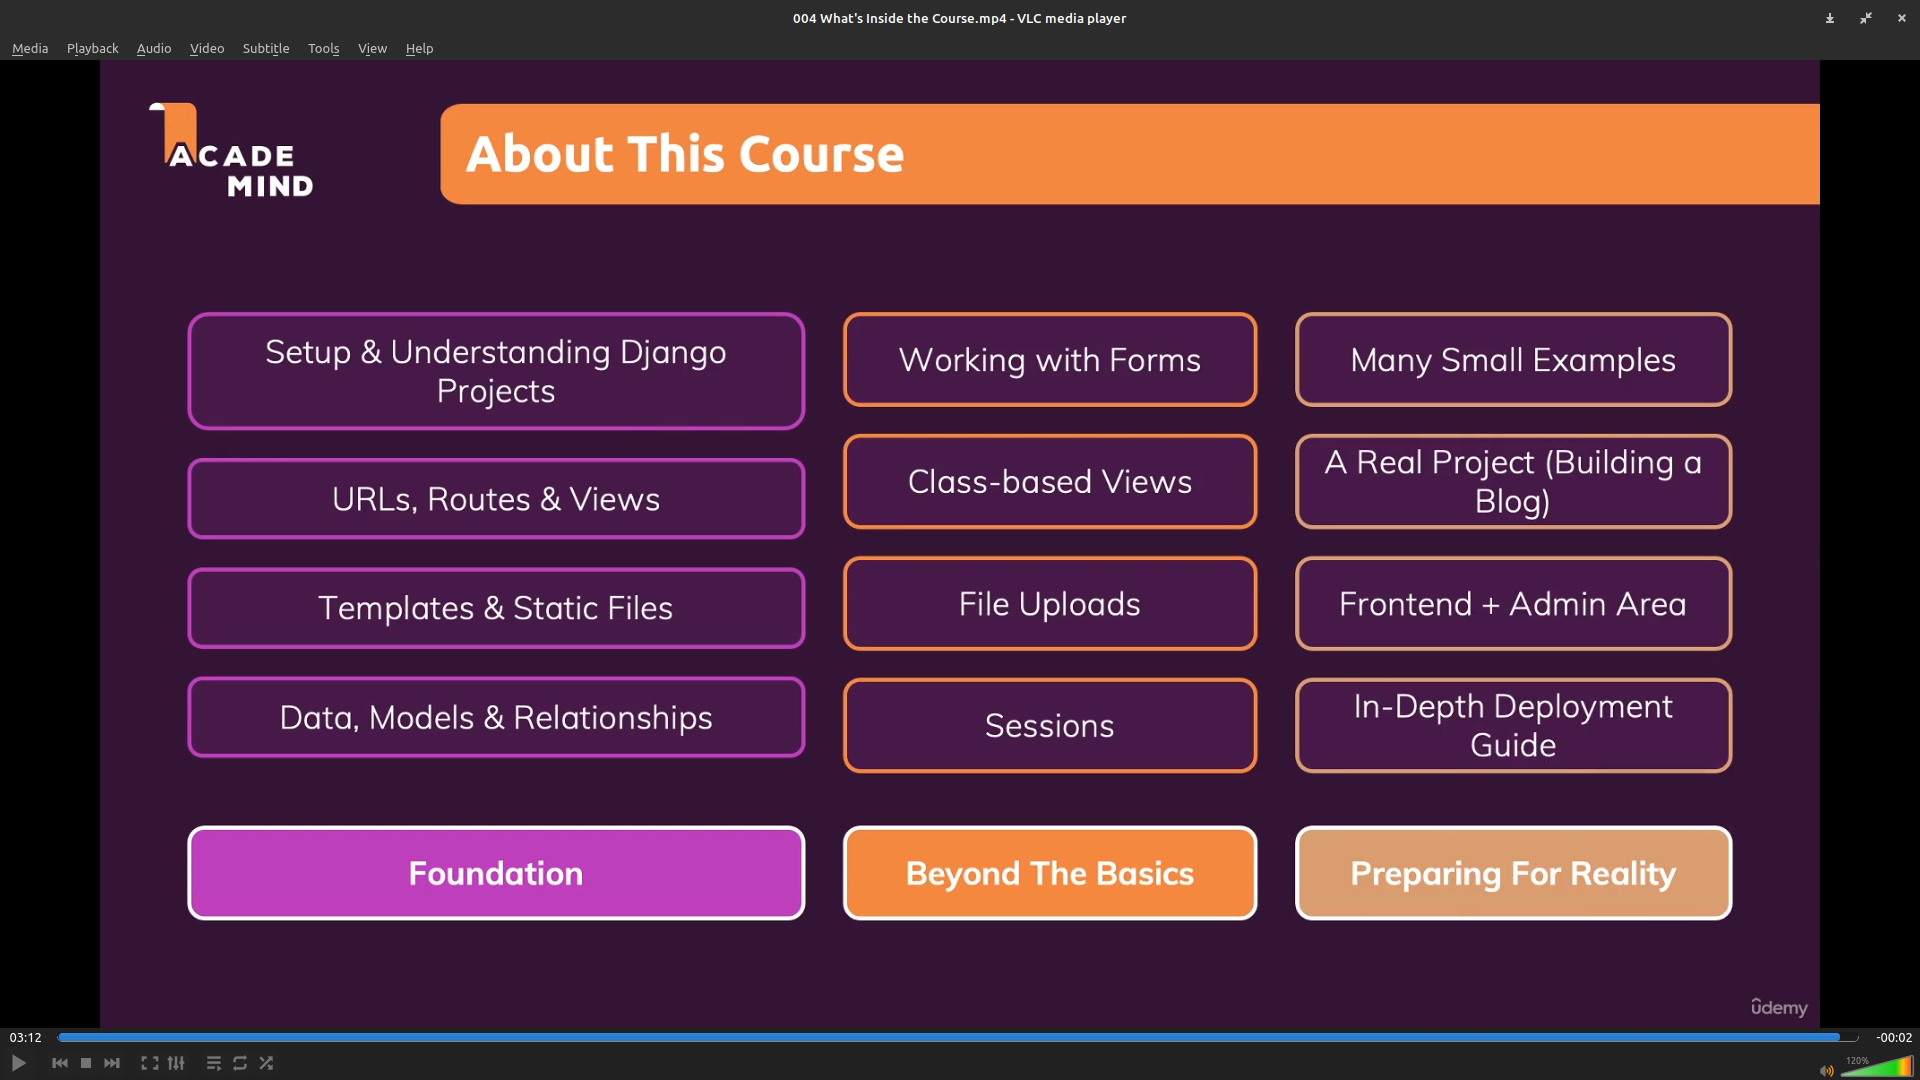 004 What's Inside the Course.mp4 - VLC media player
Media Playback Audio Video Subtitle Tools View Help
ACADE
MIND
About This Course
Setup & Understanding Django
Projects
URLs, Routes & Views
Templates & Static Files
Data, Models & Relationships
Foundation
Working with Forms
Class-based Views
File Uploads
Sessions
Beyond The Basics
Many Small Examples
A Real Project (Building a
Blog)
Frontend + Admin Area
In-Depth Deployment
Guide
Preparing For Reality
ûdemy
03:12
-00:02
120%